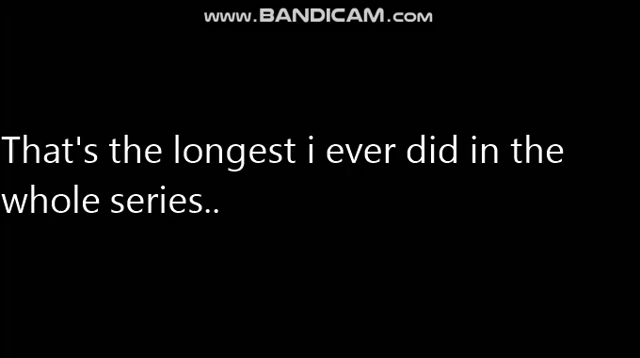 www.BANDICAM.com
That's the longest i ever did in the
whole series..